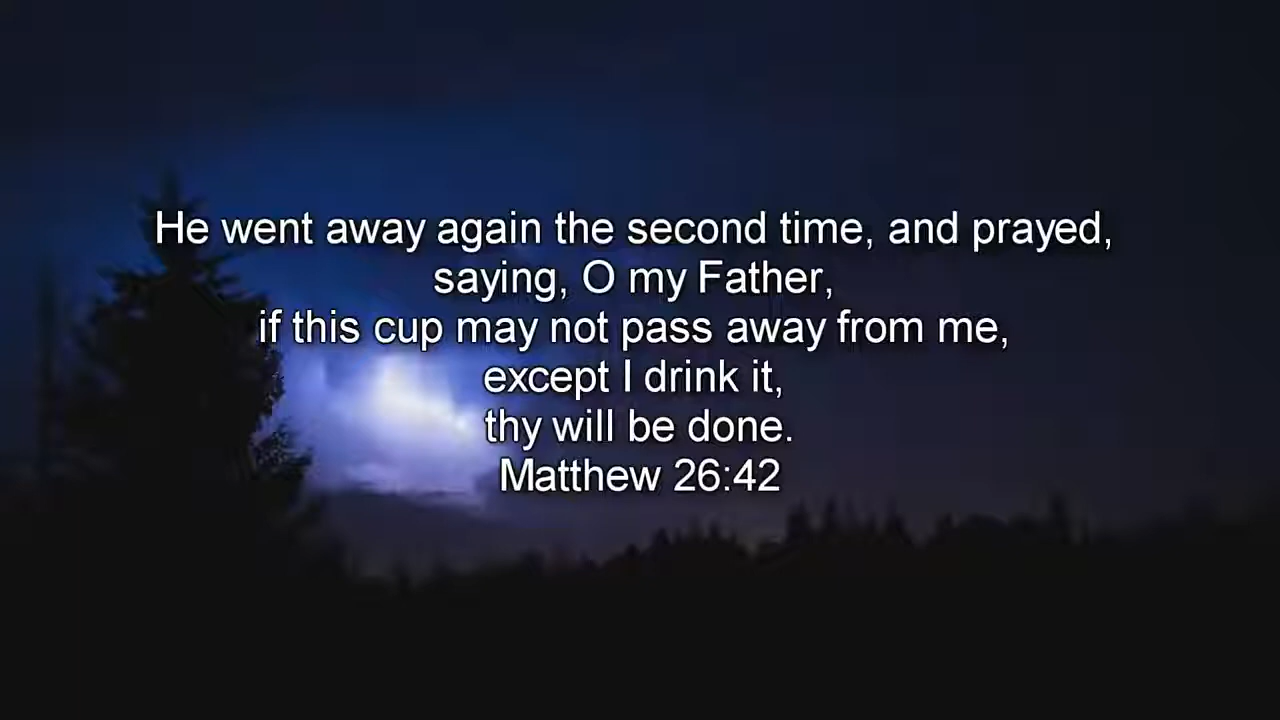 He went away again the second time, and prayed,
saying, O my Father,
if this cup may not pass away from me,
except I drink it,
thy will be done.
Matthew 26:42